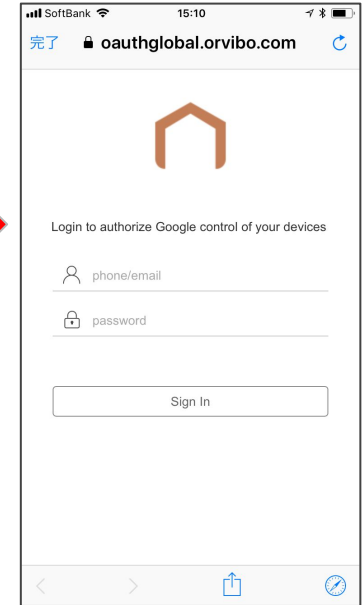 SoftBank 15:10
完了 oauthglobal.orvibo.com
Login to authorize Google control of your devices
phone/email
password
Sign In